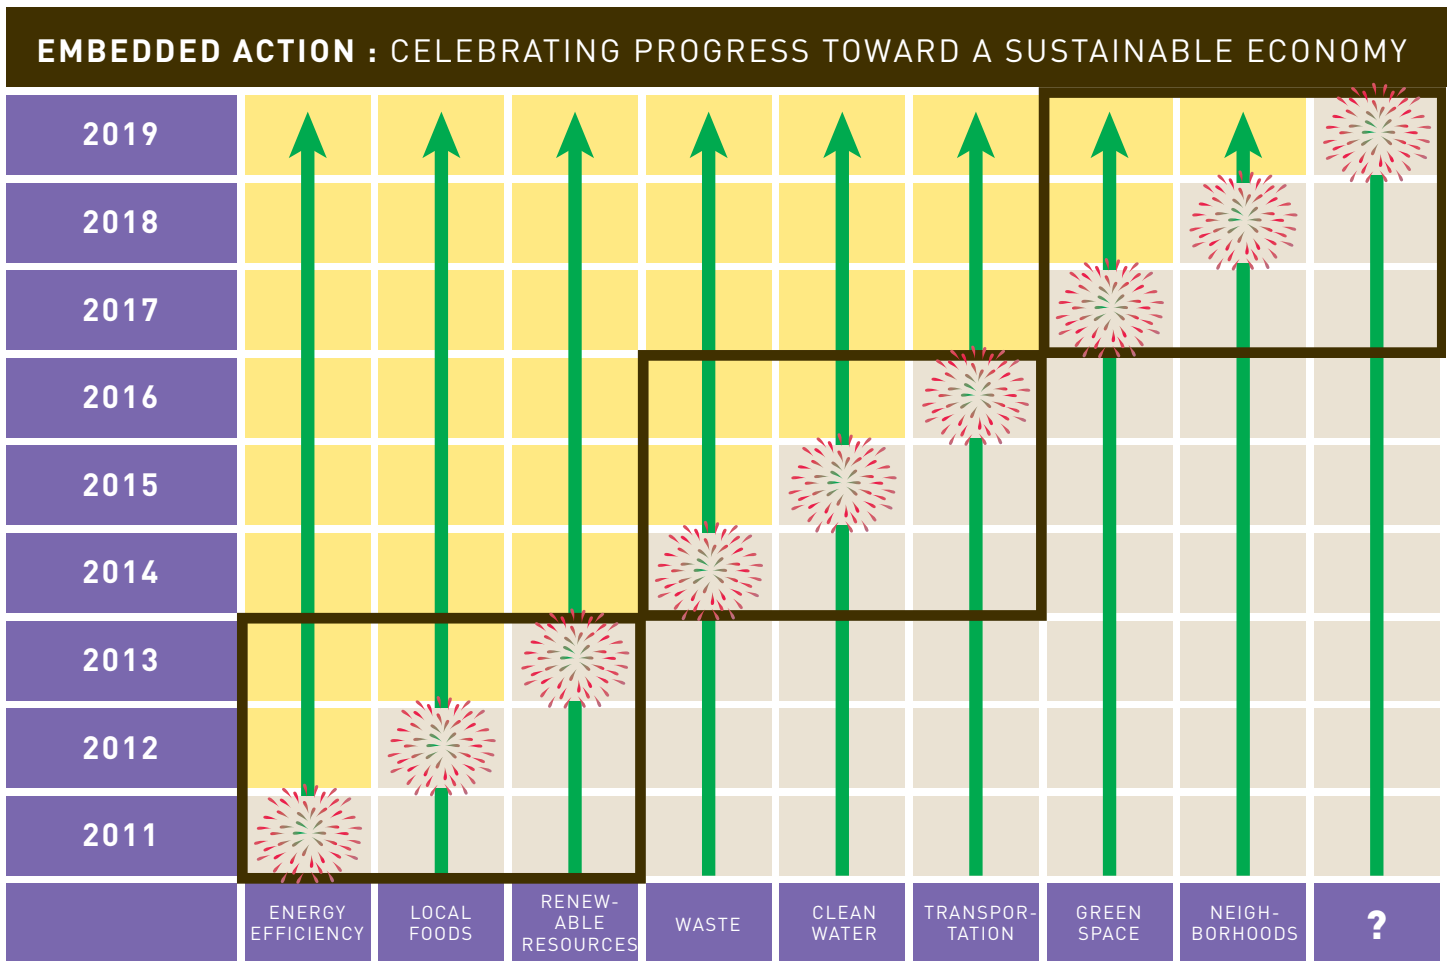 EMBEDDED ACTION : CELEBRATING PROGRESS TOWARD A SUSTAINABLE ECONOMY
2019
2018
2017
2016
2015
2014
2013
2012
2011
ENERGY
EFFICIENCY
LOCAL
FOODS
RENEW-
ABLE
RESOURCES
WASTE
CLEAN
WATER
TRANSPOR-
TATION
GREEN
SPACE
NEIGH-
BORHOODS
?